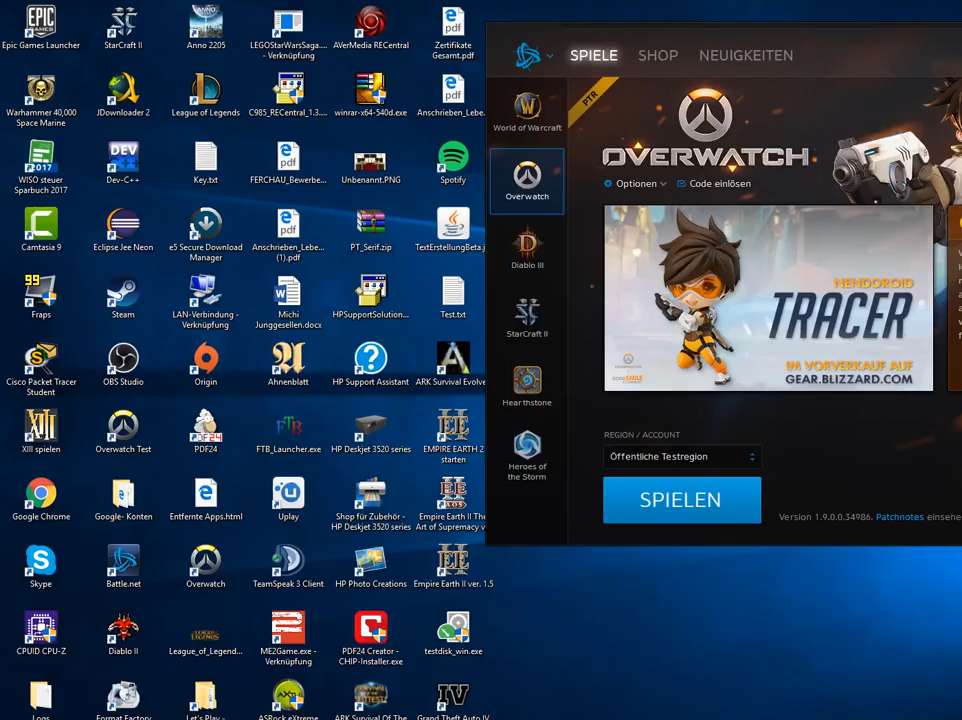 Epic Games Launcher
StarCraft II
Anno 2205
LEGOStarWarsSaga....
- Verknüpfung
AVerMedia RECentral
Zertifikate
Gesamt.pdf
Warhammer 40,000
Space Marine
JDownloader 2
League of Legends
C985_RECentral_1.3....
winrar-x64-540d.exe
Anschrieben_Lebe...
WISO steuer
Sparbuch 2017
Dev-C++
Key.txt
FERCHAU_Bewerbe...
Unbenannt.PNG
Spotify
Camtasia 9
Eclipse Jee Neon
e5 Secure Download
Manager
Anschrieben_Lebe...
(1).pdf
PT_Serif.zip
TextErstellungBeta.j
Fraps
Steam
LAN-Verbindung -
Verknüpfung
Michi
Junggesellen.docx
HPSupportSolution...
Test.txt
Cisco Packet Tracer
Student
OBS Studio
Origin
Ahnenblatt
HP Support Assistant
ARK Survival Evolve
XIII spielen
Overwatch Test
PDF24
FTB_Launcher.exe
HP Deskjet 3520 series
EMPIRE EARTH 2
starten
Google Chrome
Google- Konten
Entfernte Apps.html
Uplay
Shop für Zubehör -
HP Deskjet 3520 series
Empire Earth II The
Art of Supremacy v
Skype
Battle.net
Overwatch
TeamSpeak 3 Client
HP Photo Creations
Empire Earth II ver. 1.5
CPUID CPU-Z
Diablo II
League_of_Legend...
ME2Game.exe -
Verknüpfung
PDF24 Creator -
CHIP-Installer.exe
testdisk_win.exe
Logs
Format Factory
Let's Play -
ASRock eXtreme
ARK Survival Of The
Grand Theft Auto IV
SPIELE
SHOP
NEUIGKEITEN
World of Warcraft
Overwatch
Diablo III
StarCraft II
Hearthstone
Heroes of
the Storm
PTR
OVERWATCH
Optionen
Code einlösen
NENDOROID
TRACER
IM VORVERKAUF AUF
GEAR.BLIZZARD.COM
REGION / ACCOUNT
Öffentliche Testregion
SPIELEN
Version 1.9.0.0.34986. Patchnotes einsehe